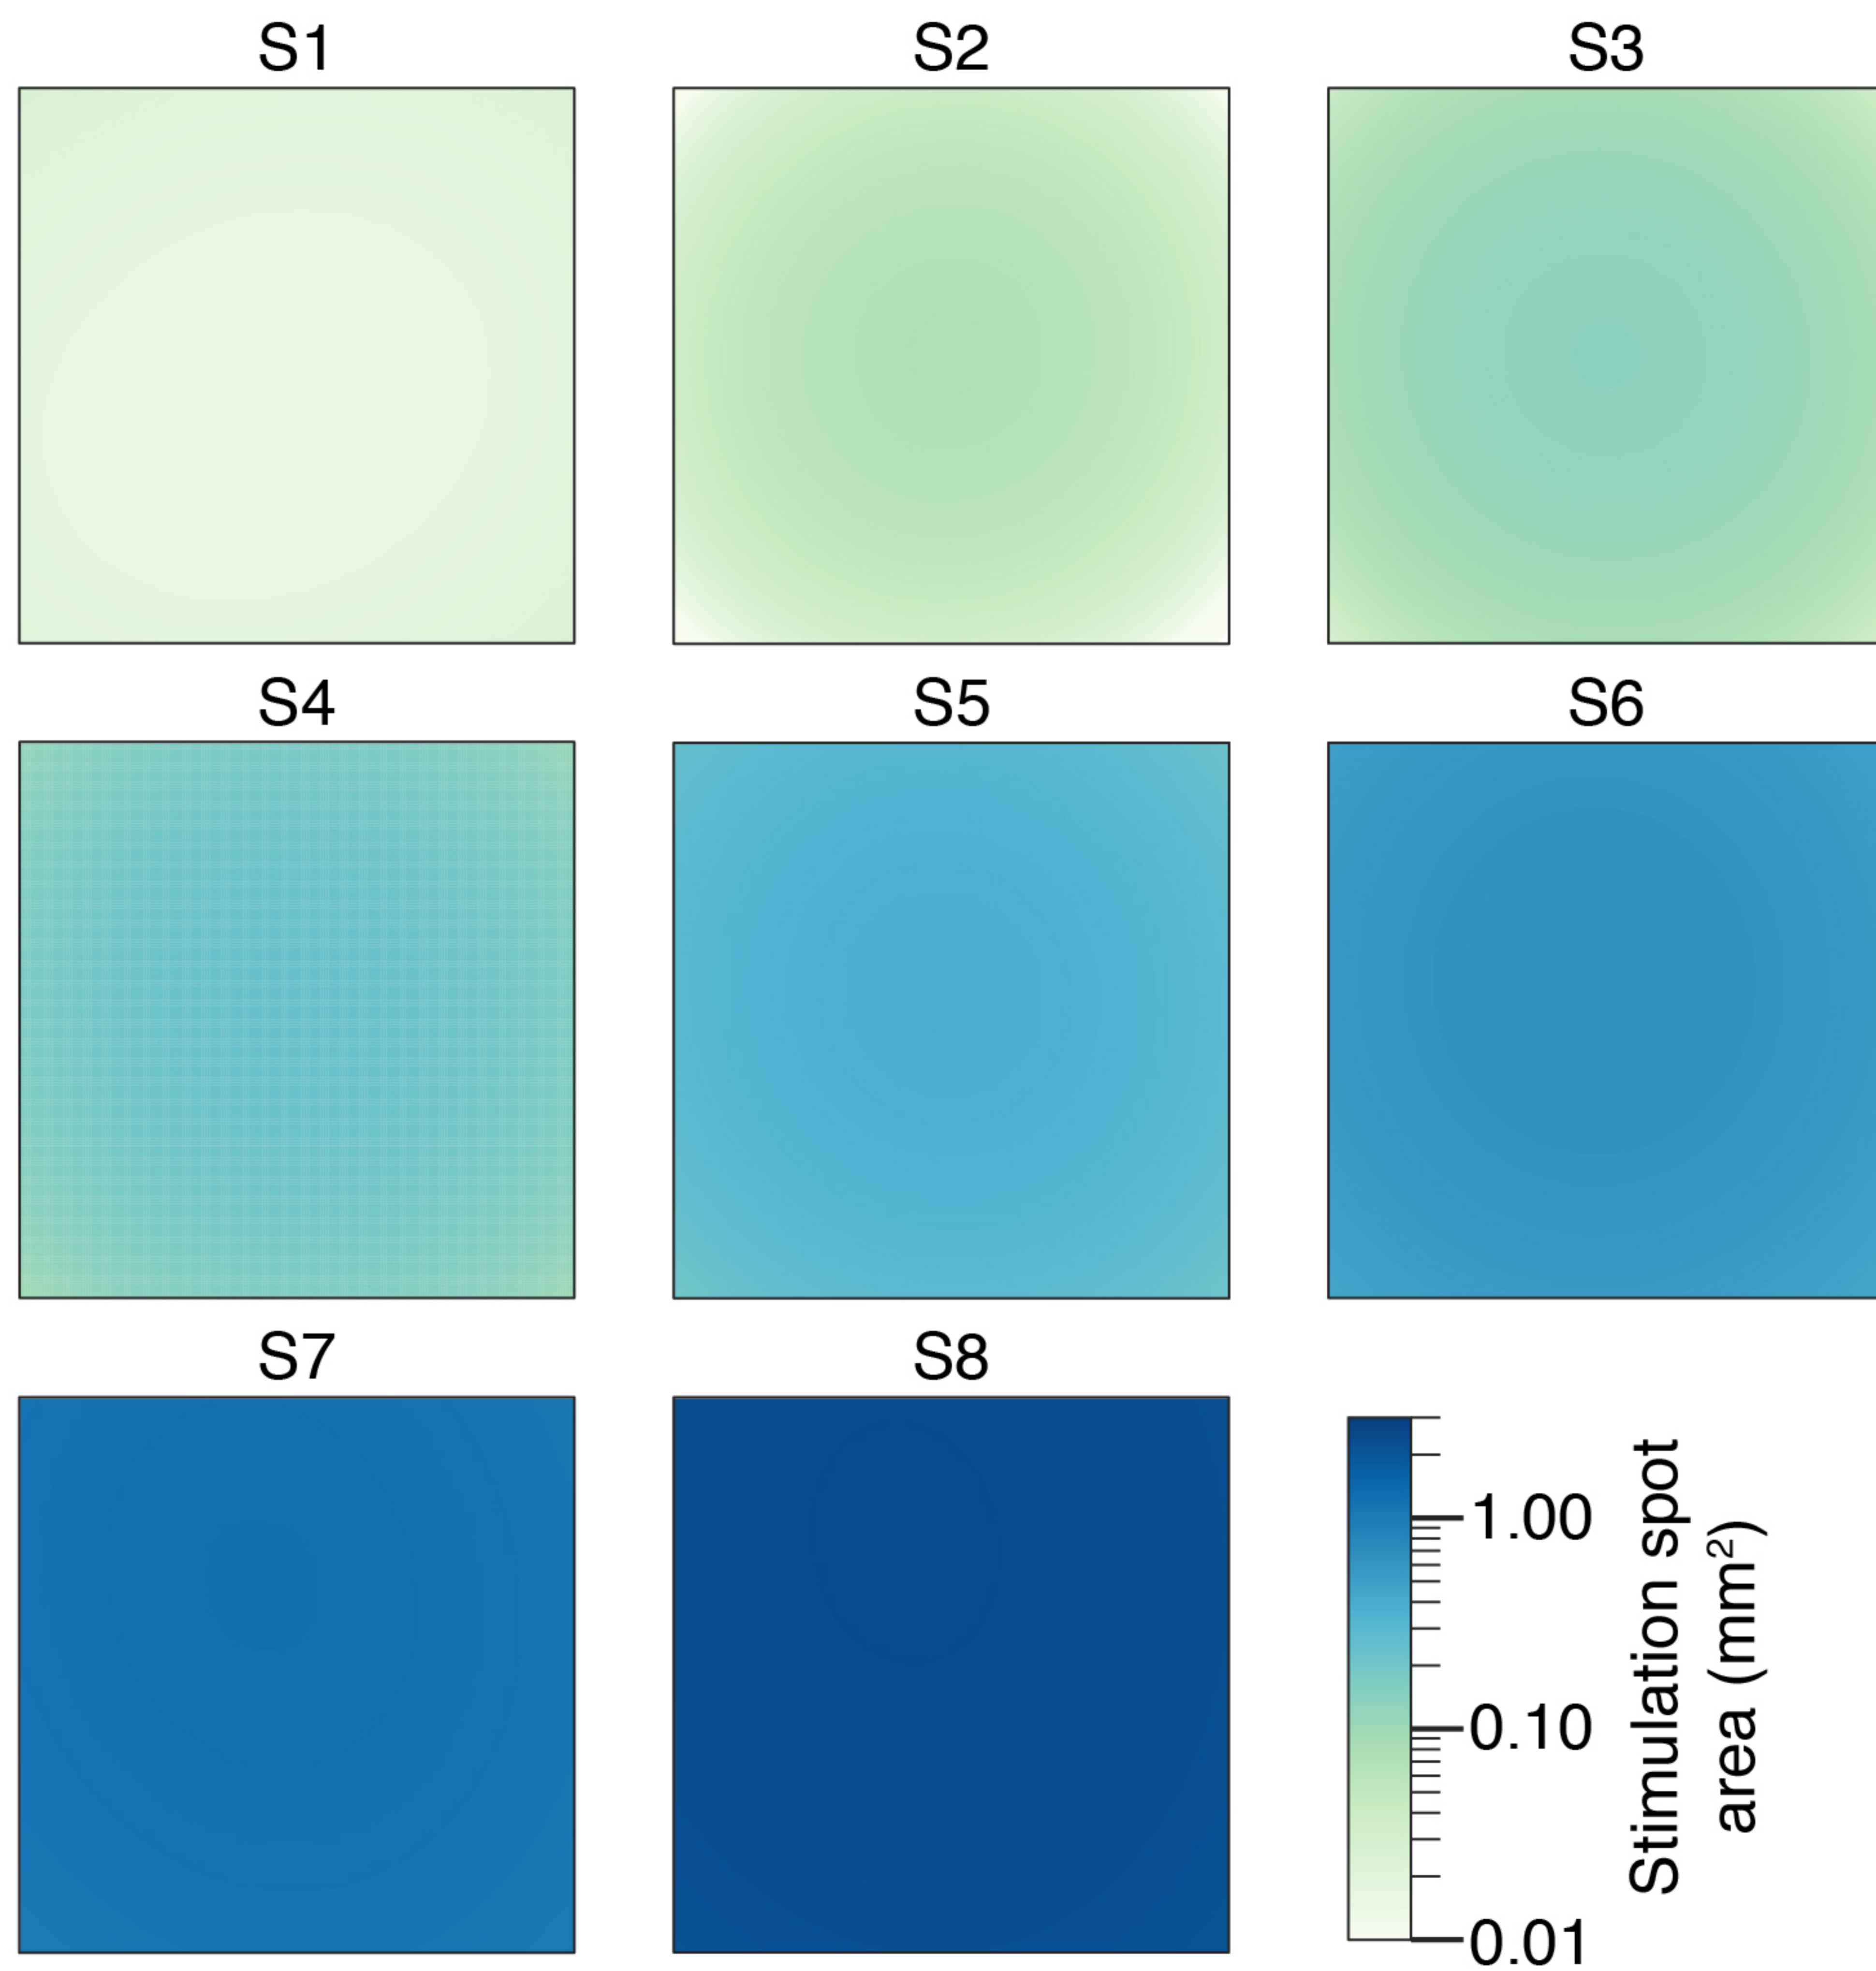 S1
S2
S3
S4
S5
S6
S7
S8
1.00
0.10
0.01
Stimulation spot
area (mm²)